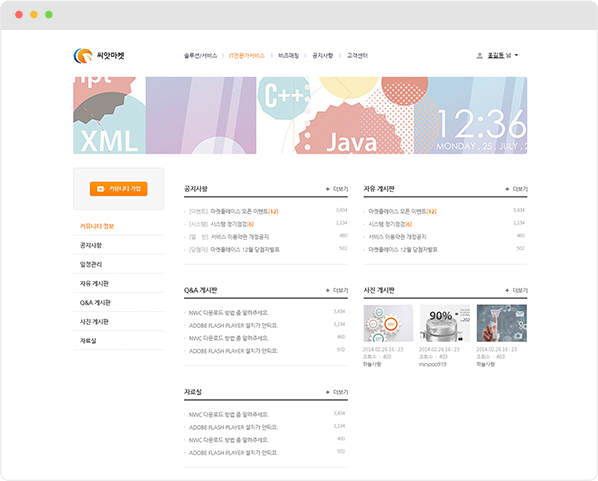 씨앗마켓
솔루션/서비스 | IT전문가서비스 | 비즈매칭 | 공지사항 | 고객센터
홍길동 님
XML
C++
Java
12:36
MONDAY , 25 , JULY , 2
커뮤니티 가입
커뮤니티 정보
공지사항
일정관리
자유 게시판
Q&A 게시판
사진 게시판
자료실
공지사항 + 더보기
[이벤트] 마켓플레이스 오픈 이벤트[12] 3,434
[시스템] 시스템 정기점검[6] 1,134
[일 반] 서비스 이용약관 개정공지 460
[당첨자] 마켓플레이스 12월 당첨자발표 502
자유 게시판 + 더보기
마켓플레이스 오픈 이벤트[12] 3,434
시스템 정기점검[6] 1,134
서비스 이용약관 개정공지 460
마켓플레이스 12월 당첨자발표 502
Q&A 게시판 + 더보기
NWC 다운로드 방법 좀 알려주세요. 3,434
ADOBE FLASH PLAYER 설치가 안되요. 1,134
NWC 다운로드 방법 좀 알려주세요. 460
ADOBE FLASH PLAYER 설치가 안되요. 502
사진 게시판 + 더보기
90%
2014.02.26 16 : 23
조회수 : 403
하늘사랑
2014.02.26 16 : 23
조회수 : 403
minjooo919
2014.02.26 16 : 23
조회수 : 403
하늘사랑
자료실 + 더보기
NWC 다운로드 방법 좀 알려주세요. 3,434
ADOBE FLASH PLAYER 설치가 안되요. 1,134
NWC 다운로드 방법 좀 알려주세요. 460
ADOBE FLASH PLAYER 설치가 안되요. 502